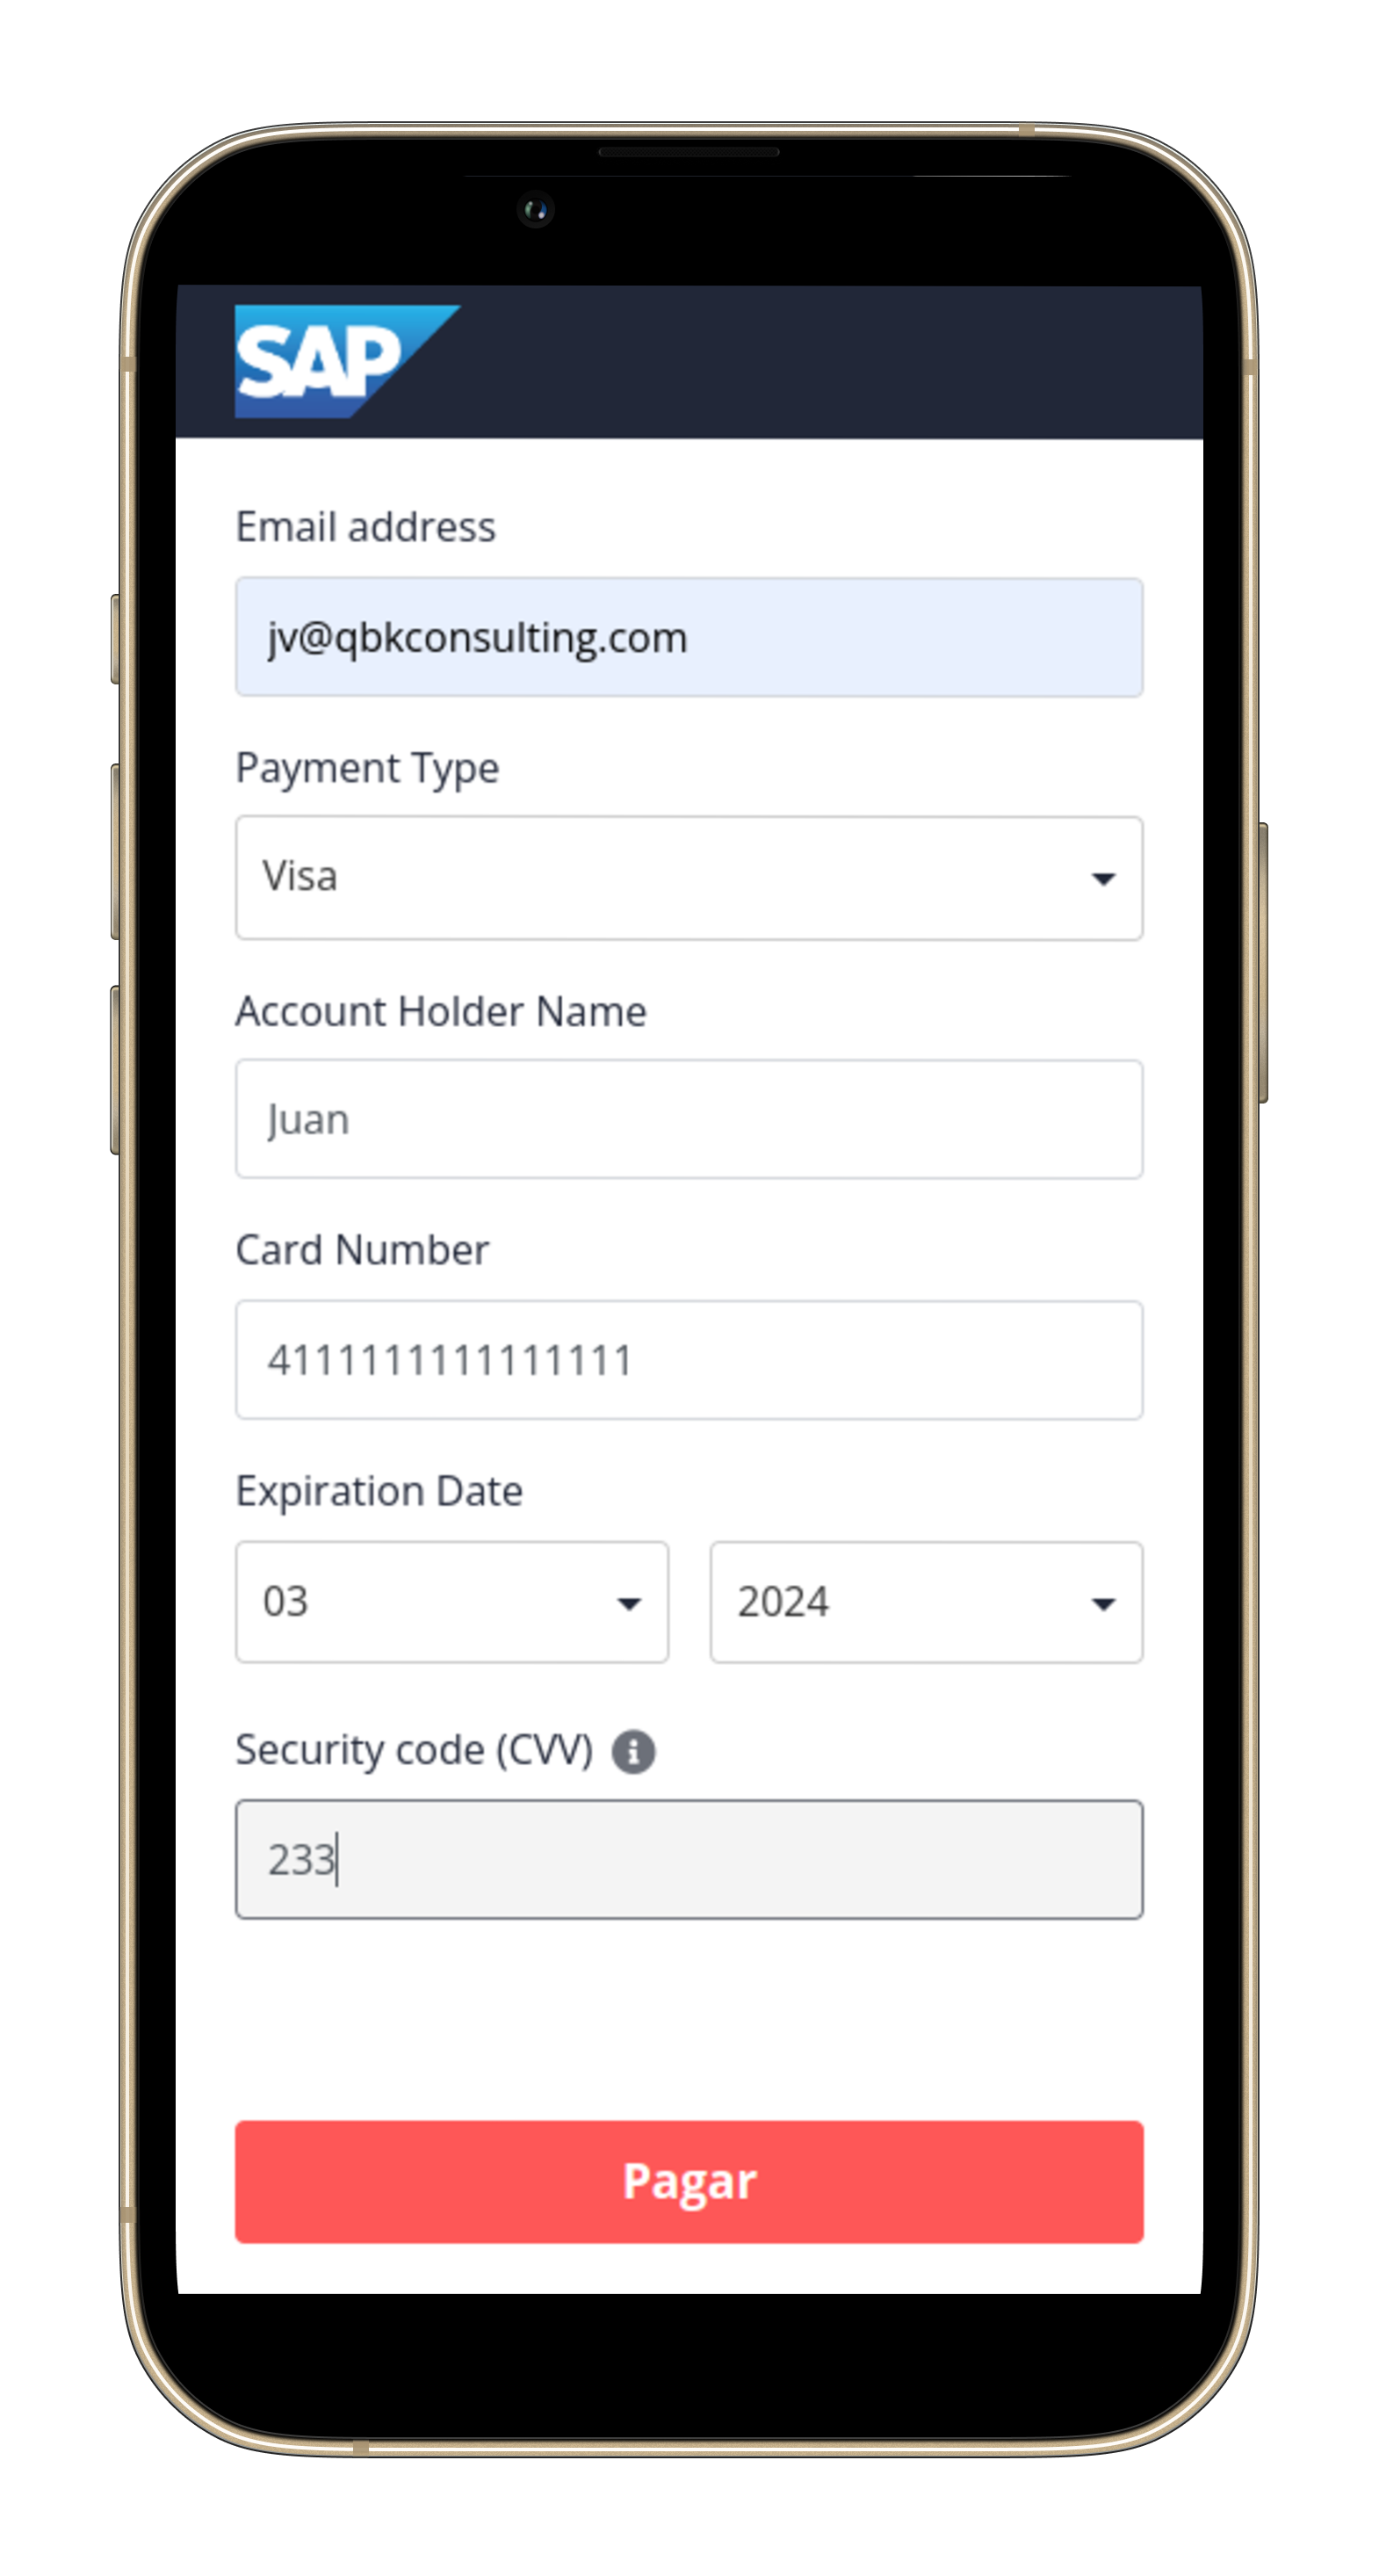 SAP
Email address
jv@qbkconsulting.com
Payment Type
Visa
Account Holder Name
Juan
Card Number
4111111111111111
Expiration Date
03 2024
Security code (CVV)
233
Pagar